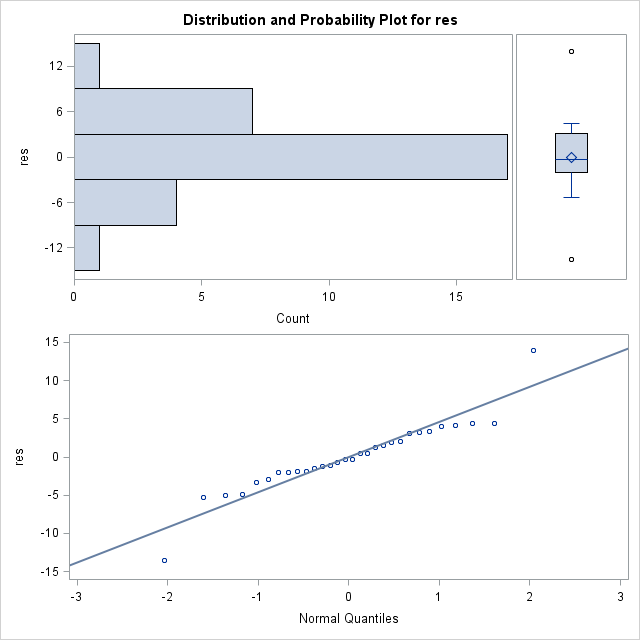 Distribution and Probability Plot for res
12
6
0
-6
-12
res
0 5 10 15
Count
15
10
5
0
-5
-10
-15
res
-3 -2 -1 0 1 2 3
Normal Quantiles